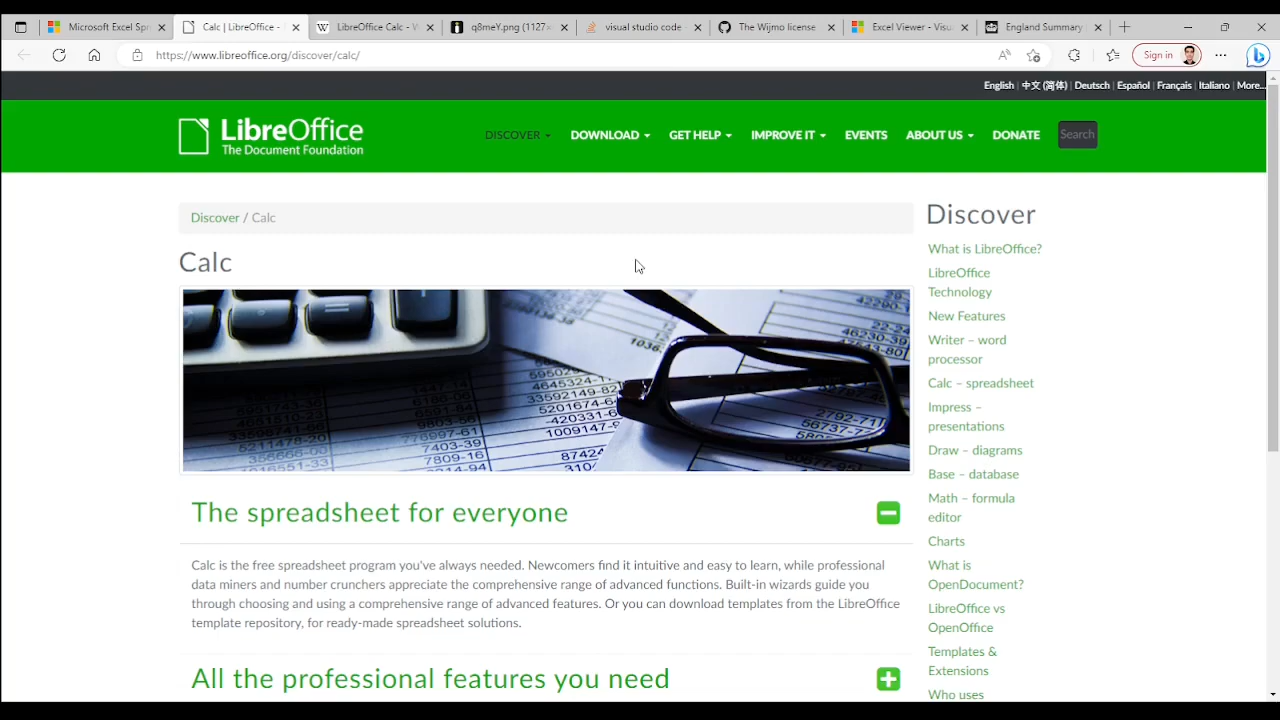 Microsoft Excel Spr
Calc | LibreOffice -
LibreOffice Calc - W
q8meY.png (1127×
visual studio code -
The Wijmo license
Excel Viewer - Visu
England Summary
https://www.libreoffice.org/discover/calc/
Sign in
English | 中文 (简体) | Deutsch | Español | Français | Italiano | More...
LibreOffice
The Document Foundation
DISCOVER
DOWNLOAD
GET HELP
IMPROVE IT
EVENTS
ABOUT US
DONATE
Search
Discover / Calc
Calc
The spreadsheet for everyone
Calc is the free spreadsheet program you've always needed. Newcomers find it intuitive and easy to learn, while professional
data miners and number crunchers appreciate the comprehensive range of advanced functions. Built-in wizards guide you
through choosing and using a comprehensive range of advanced features. Or you can download templates from the LibreOffice
template repository, for ready-made spreadsheet solutions.
All the professional features you need
Discover
What is LibreOffice?
LibreOffice
Technology
New Features
Writer – word
processor
Calc – spreadsheet
Impress –
presentations
Draw – diagrams
Base – database
Math – formula
editor
Charts
What is
OpenDocument?
LibreOffice vs
OpenOffice
Templates &
Extensions
Who uses